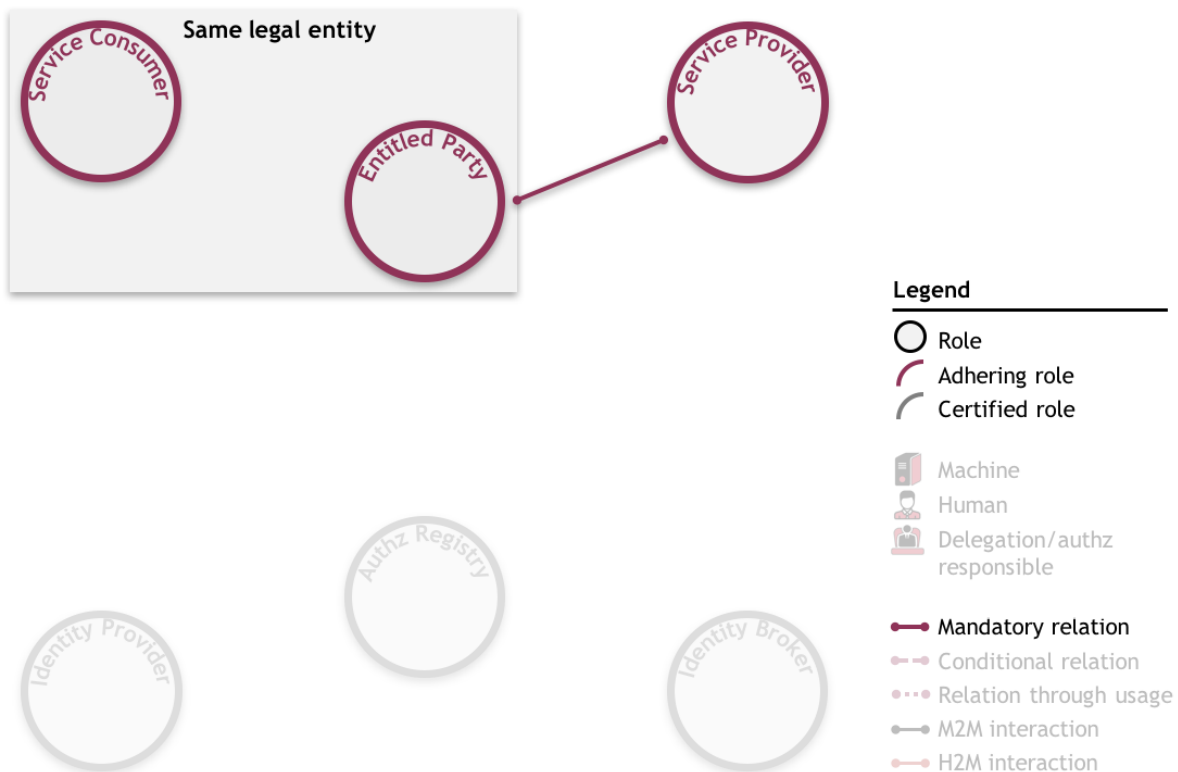 Same legal entity
Service Consumer
Service Provider
Entitled Party
Legend
Role
Adhering role
Certified role
Machine
Human
Delegation/authz
responsible
Authz Registry
Identity Provider
Identity Broker
Mandatory relation
Conditional relation
Relation through usage
M2M interaction
H2M interaction